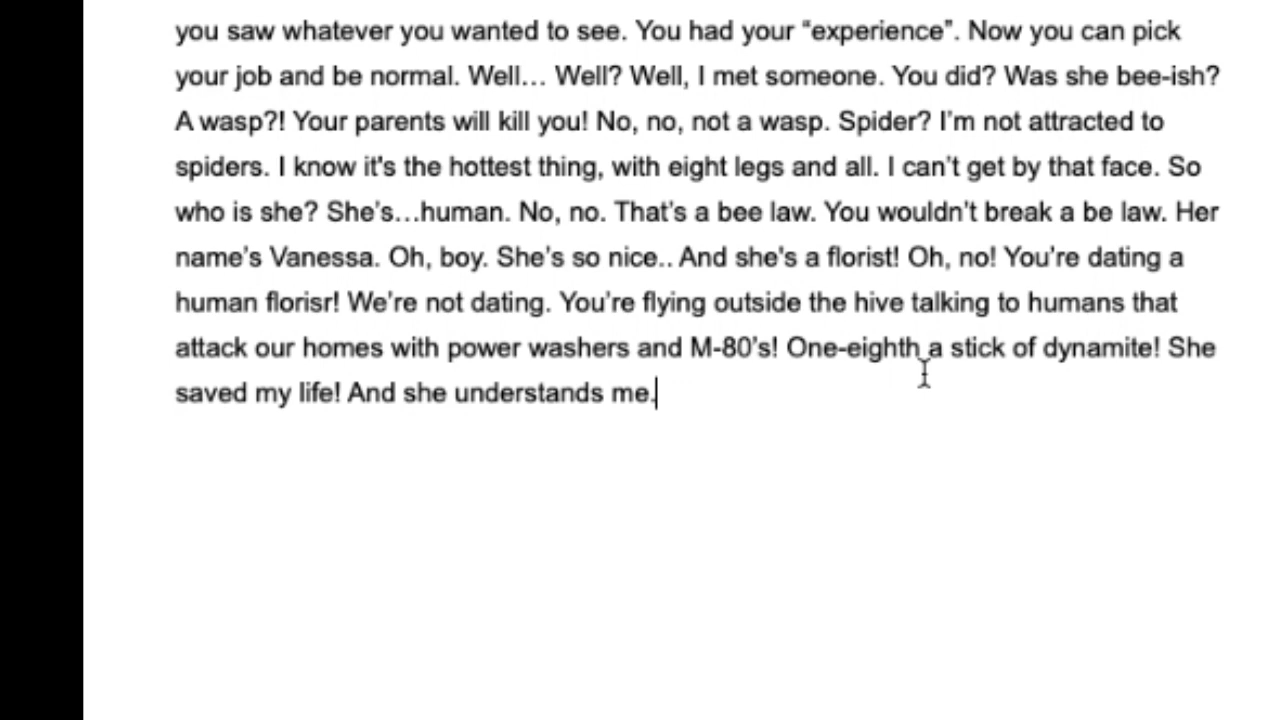 you saw whatever you wanted to see. You had your “experience”. Now you can pick
your job and be normal. Well… Well? Well, I met someone. You did? Was she bee-ish?
A wasp?! Your parents will kill you! No, no, not a wasp. Spider? I’m not attracted to
spiders. I know it's the hottest thing, with eight legs and all. I can’t get by that face. So
who is she? She’s…human. No, no. That’s a bee law. You wouldn’t break a be law. Her
name’s Vanessa. Oh, boy. She’s so nice.. And she's a florist! Oh, no! You’re dating a
human florisr! We’re not dating. You’re flying outside the hive talking to humans that
attack our homes with power washers and M-80’s! One-eighth a stick of dynamite! She
saved my life! And she understands me.